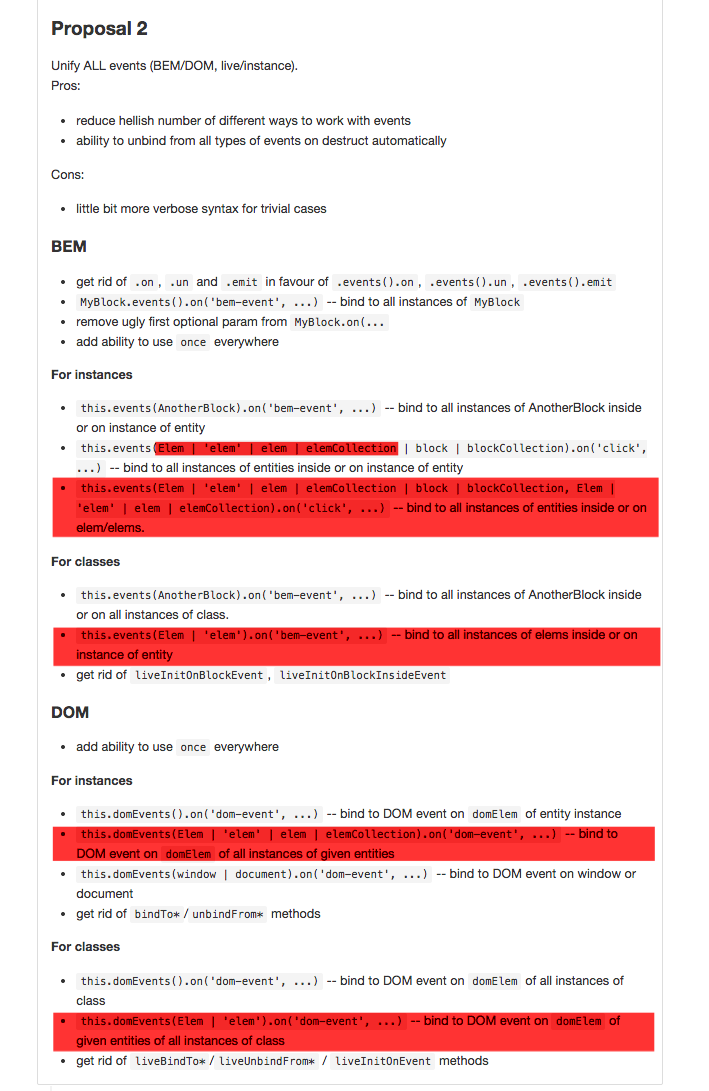 Proposal 2
Unify ALL events (BEM/DOM, live/instance).
Pros:
reduce hellish number of different ways to work with events
ability to unbind from all types of events on destruct automatically
Cons:
little bit more verbose syntax for trivial cases
BEM
get rid of .on, .un and .emit in favour of .events().on, .events().un, .events().emit
MyBlock.events().on('bem-event', ...) -- bind to all instances of MyBlock
remove ugly first optional param from MyBlock.on(...
add ability to use once everywhere
For instances
this.events(AnotherBlock).on('bem-event', ...) -- bind to all instances of AnotherBlock inside
or on instance of entity
this.events(Elem | 'elem' | elem | elemCollection | block | blockCollection).on('click',
...) -- bind to all instances of entities inside or on instance of entity
this.events(Elem | 'elem' | elem | elemCollection | block | blockCollection, Elem |
'elem' | elem | elemCollection).on('click', ...) -- bind to all instances of entities inside or on
elem/elems.
For classes
this.events(AnotherBlock).on('bem-event', ...) -- bind to all instances of AnotherBlock inside
or on all instances of class.
this.events(Elem | 'elem').on('bem-event', ...) -- bind to all instances of elems inside or on
instance of entity
get rid of liveInitOnBlockEvent, liveInitOnBlockInsideEvent
DOM
add ability to use once everywhere
For instances
this.domEvents().on('dom-event', ...) -- bind to DOM event on domElem of entity instance
this.domEvents(Elem | 'elem' | elem | elemCollection).on('dom-event', ...) -- bind to
DOM event on domElem of all instances of given entities
this.domEvents(window | document).on('dom-event', ...) -- bind to DOM event on window or
document
get rid of bindTo* / unbindFrom* methods
For classes
this.domEvents().on('dom-event', ...) -- bind to DOM event on domElem of all instances of
class
this.domEvents(Elem | 'elem').on('dom-event', ...) -- bind to DOM event on domElem of
given entities of all instances of class
get rid of liveBindTo* / liveUnbindFrom* / liveInitOnEvent methods